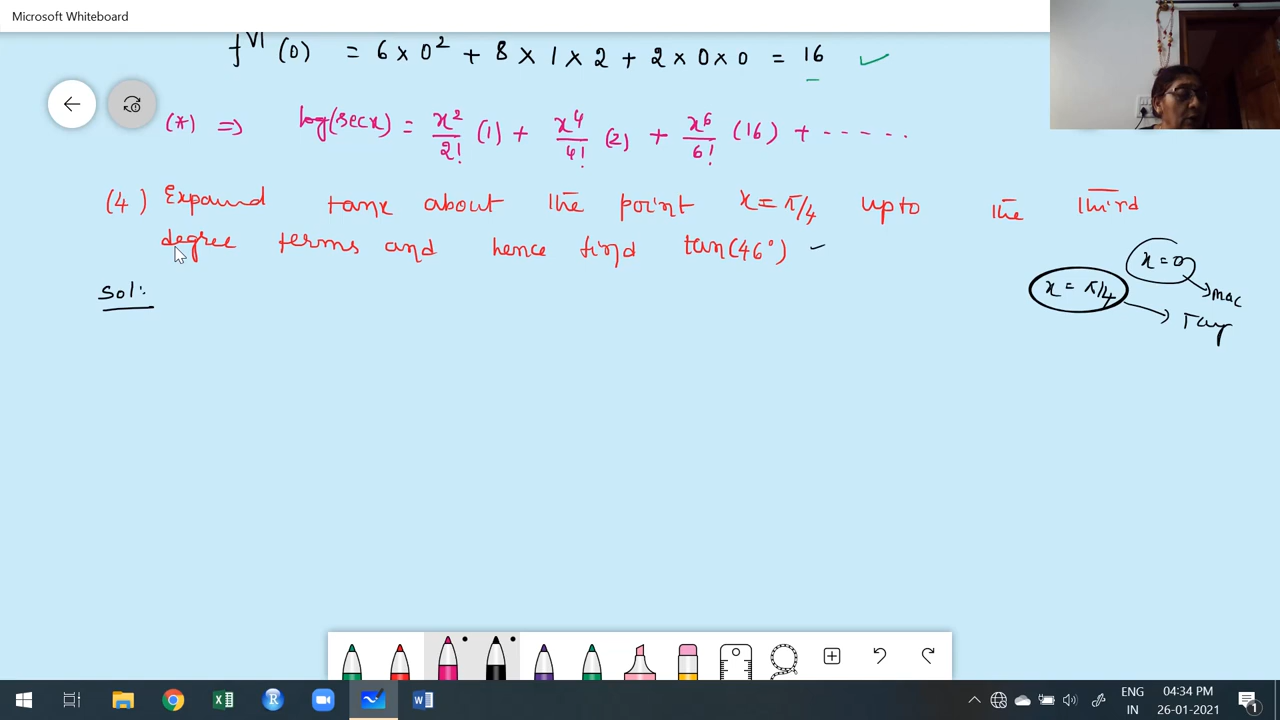 Microsoft Whiteboard
f^VI (0) = 6 × 0² + 8 × 1 × 2 + 2 × 0 × 0 = 16 ✓
(*) ⇒ log(secx) = x²/2! (1) + x⁴/4! (2) + x⁶/6! (16) + ------
(4) Expand tanx about the point x = π/4 upto the third
degree terms and hence find tan(46°)
x = 0
mac
Sol:
x = π/4
Tay
ENG
IN
04:34 PM
26-01-2021
1